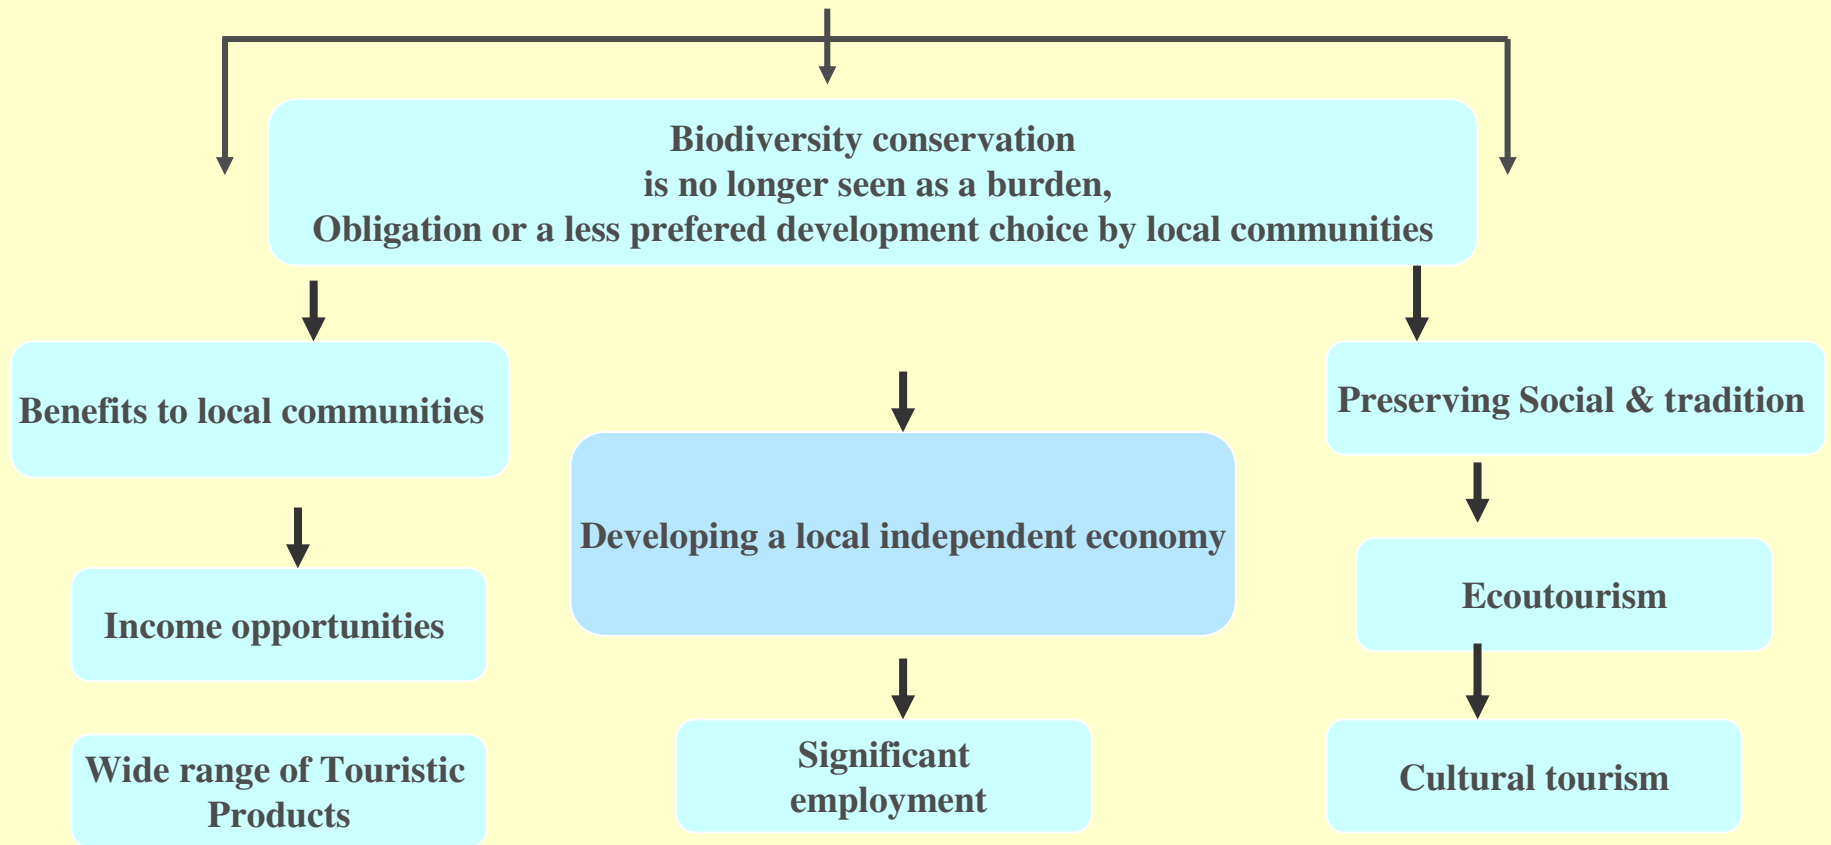 Biodiversity conservation
is no longer seen as a burden,
Obligation or a less prefered development choice by local communities
Benefits to local communities
Preserving Social & tradition
Developing a local independent economy
Income opportunities
Ecoutourism
Wide range of Touristic
Products
Significant
employment
Cultural tourism